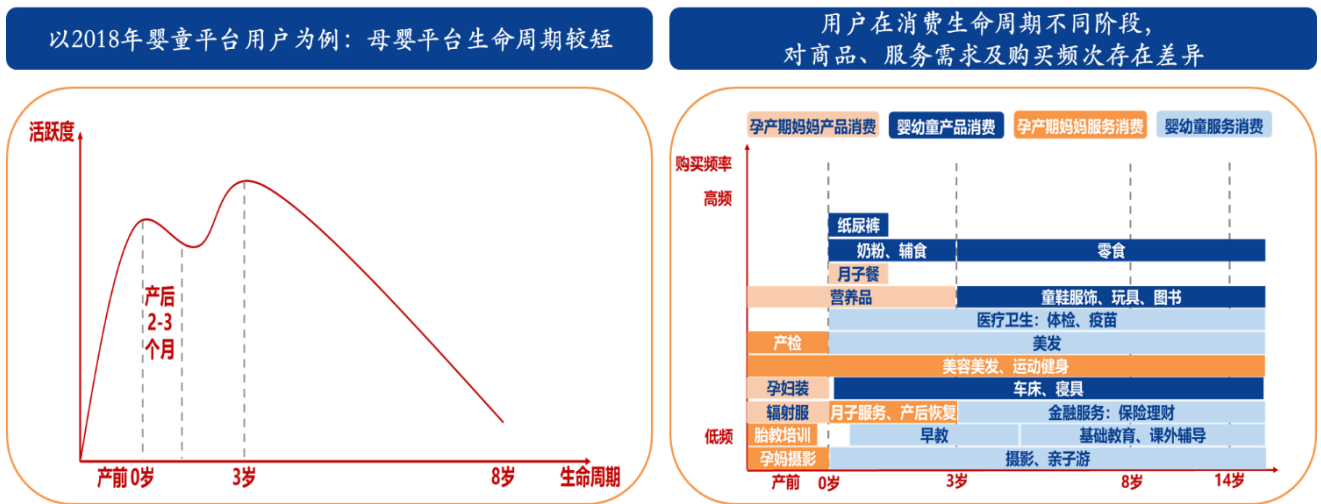 以2018年婴童平台用户为例：母婴平台生命周期较短
活跃度
产后
2-3
个月
产前
0岁
3岁
8岁
生命周期
用户在消费生命周期不同阶段，
对商品、服务需求及购买频次存在差异
孕产期妈妈产品消费
婴幼童产品消费
孕产期妈妈服务消费
婴幼童服务消费
购买频率
高频
纸尿裤
奶粉、辅食
零食
月子餐
营养品
童鞋服饰、玩具、图书
医疗卫生：体检、疫苗
产检
美发
美容美发、运动健身
孕妇装
车床、寝具
辐射服
月子服务、产后恢复
金融服务：保险理财
低频
胎教培训
早教
基础教育、课外辅导
孕妈摄影
摄影、亲子游
产前
0岁
3岁
8岁
14岁